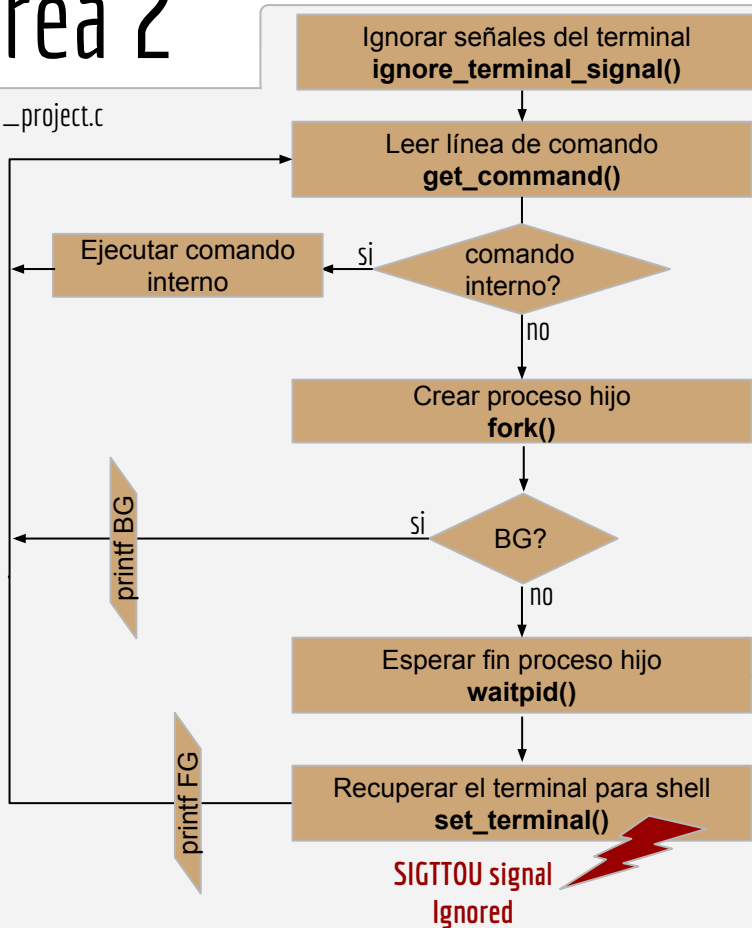 rea 2
_project.c
Ignorar señales del terminal
ignore_terminal_signal()
Leer línea de comando
get_command()
Ejecutar comando
interno
si
comando
interno?
no
Crear proceso hijo
fork()
printf BG
si
BG?
no
Esperar fin proceso hijo
waitpid()
printf FG
Recuperar el terminal para shell
set_terminal()
SIGTTOU signal
Ignored